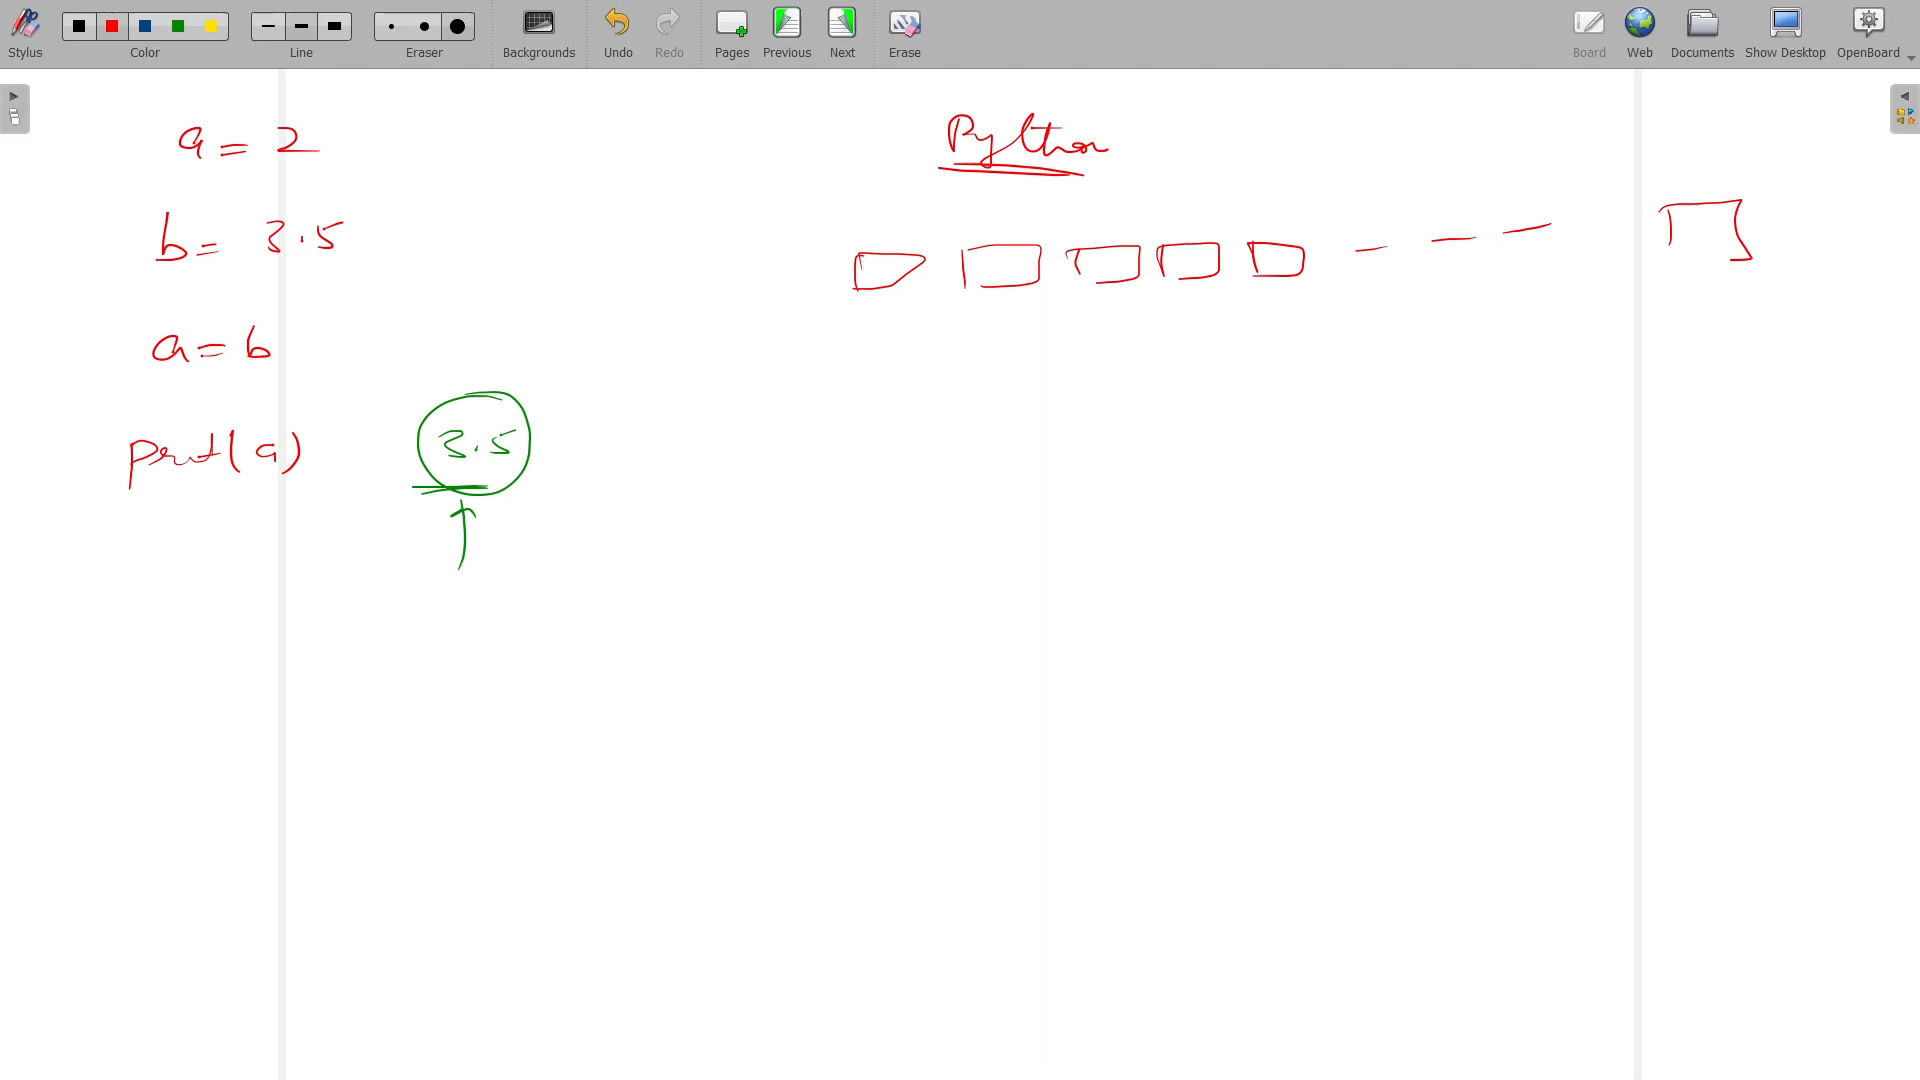 Stylus Color Line Eraser Backgrounds Undo Redo Pages Previous Next Erase Board Web Documents Show Desktop OpenBoard
a = 2
b = 3.5
a = b
print(a) 3.5
Python